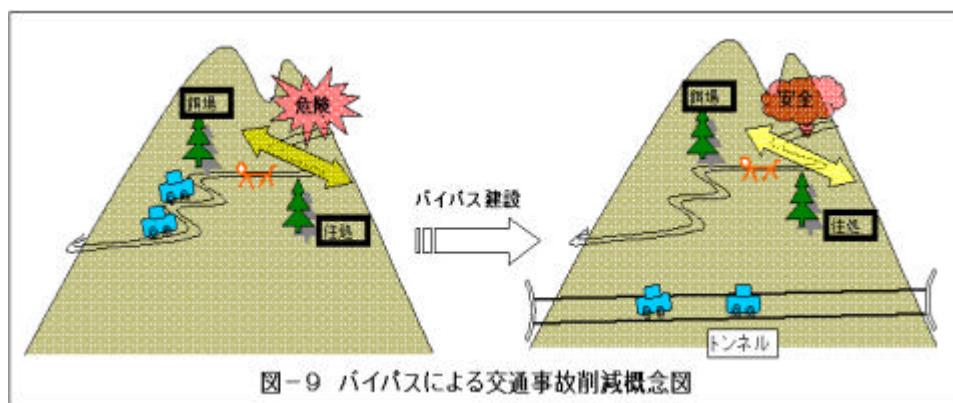 餌場
危険
住処
バイパス建設
餌場
安全
住処
トンネル
図－9 バイパスによる交通事故削減概念図